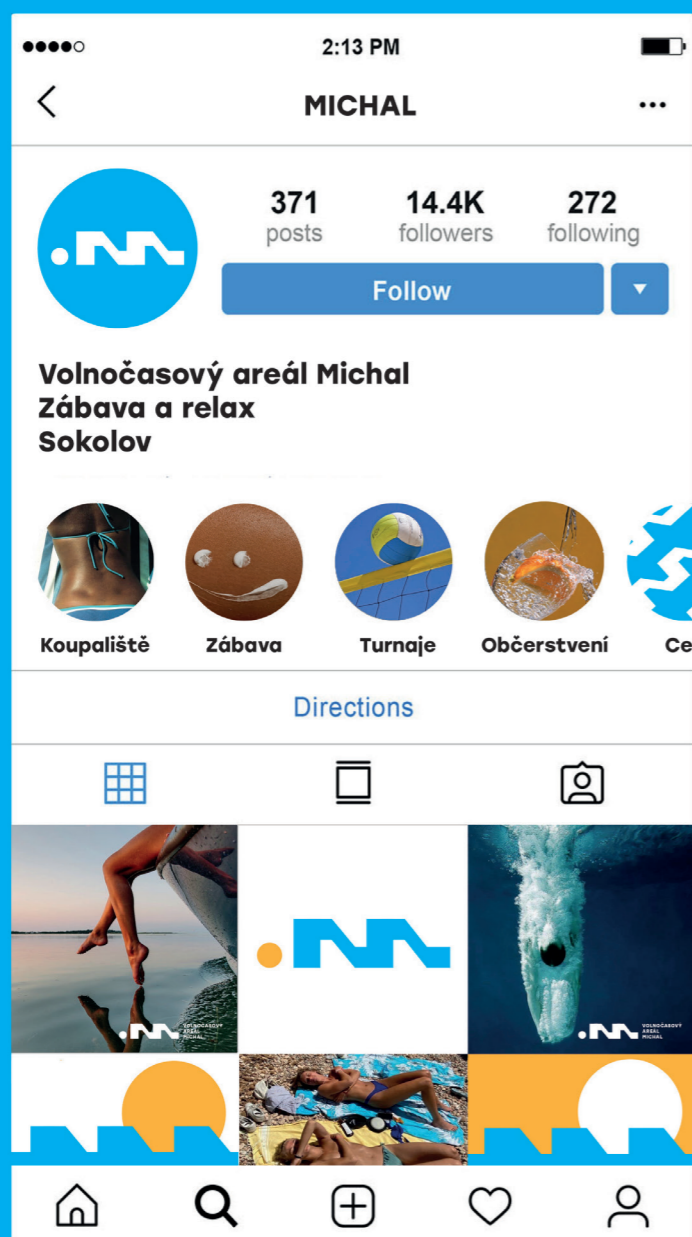 2:13 PM
MICHAL
371 14.4K 272
posts followers following
Follow
Volnočasový areál Michal
Zábava a relax
Sokolov
Koupaliště Zábava Turnaje Občerstvení Ce
Directions
.m
VOLNOČASOVÝ
AREÁL
MICHAL
VOLNOČASOVÝ
AREÁL
MICHAL